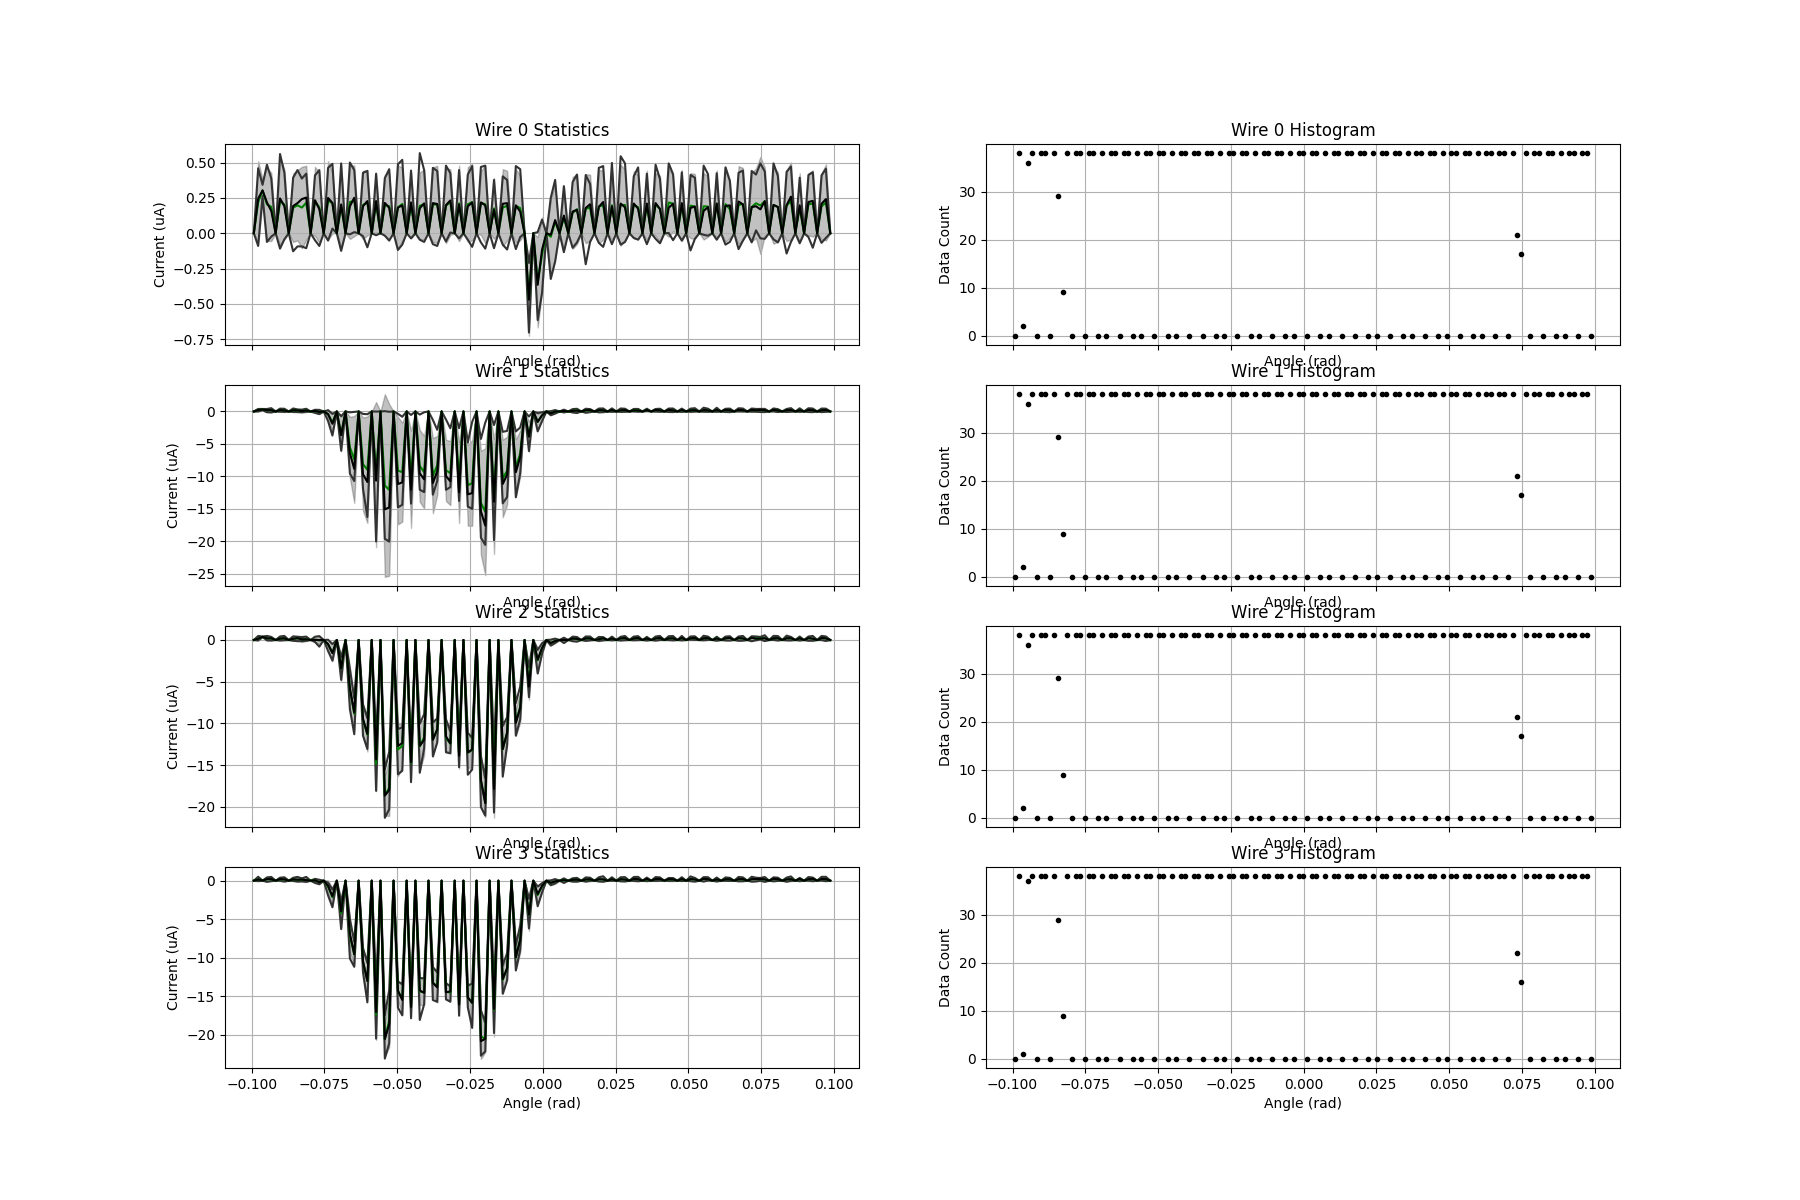 Wire 0 Statistics
Current (uA)
0.50
0.25
0.00
−0.25
−0.50
−0.75
Angle (rad)
Wire 0 Histogram
Data Count
30
20
10
0
Angle (rad)
Wire 1 Statistics
Current (uA)
0
−5
−10
−15
−20
−25
Angle (rad)
Wire 1 Histogram
Data Count
30
20
10
0
Angle (rad)
Wire 2 Statistics
Current (uA)
0
−5
−10
−15
−20
Angle (rad)
Wire 2 Histogram
Data Count
30
20
10
0
Angle (rad)
Wire 3 Statistics
Current (uA)
0
−5
−10
−15
−20
−0.100 −0.075 −0.050 −0.025 0.000 0.025 0.050 0.075 0.100
Angle (rad)
Wire 3 Histogram
Data Count
30
20
10
0
−0.100 −0.075 −0.050 −0.025 0.000 0.025 0.050 0.075 0.100
Angle (rad)